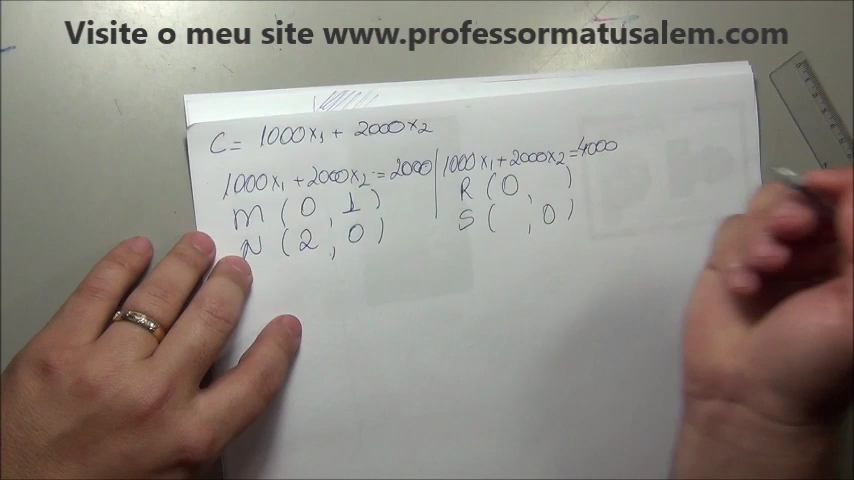 Visite o meu site www.professormatusalem.com
C = 1000x1 + 2000x2
1000x1 + 2000x2 = 2000
M ( 0 , 1 )
N ( 2 , 0 )
1000x1 + 2000x2 = 4000
R ( 0 , )
S ( , 0 )